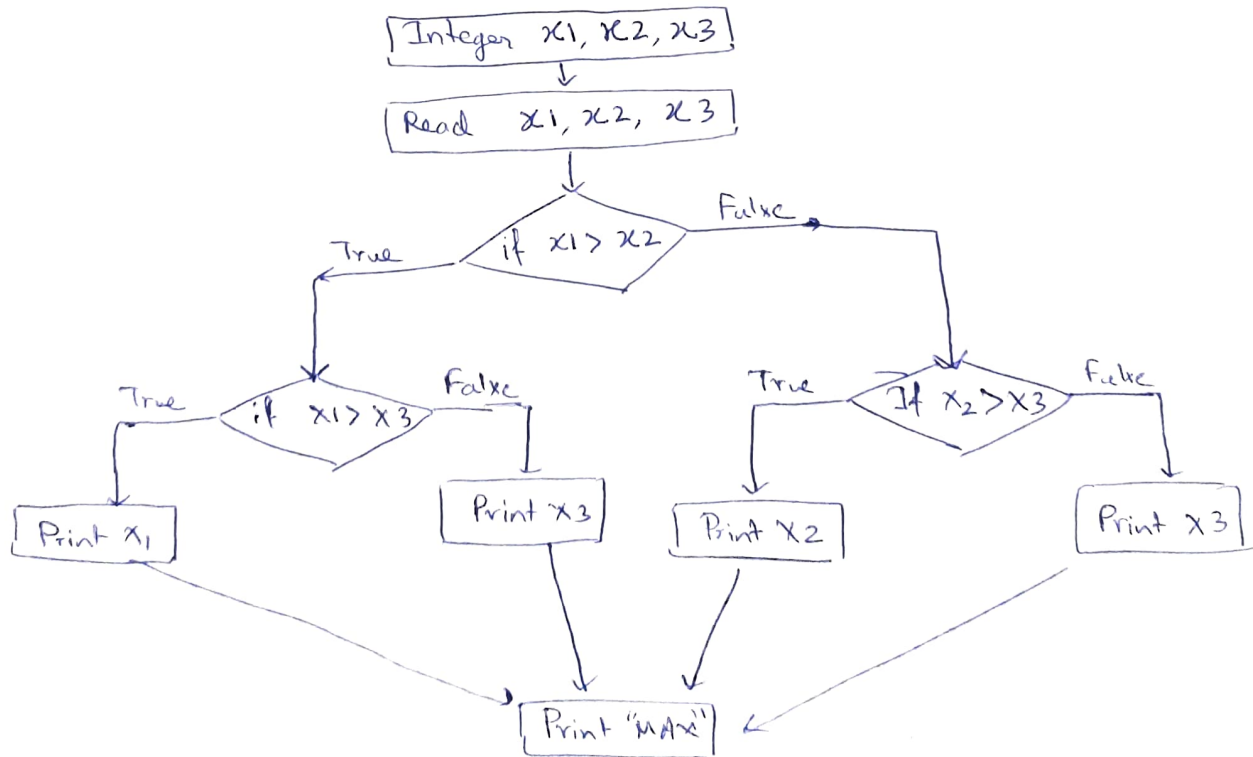 Integer x1, x2, x3
Read x1, x2, x3
if x1 > x2
True
False
if x1 > x3
True
False
If x2 > x3
True
False
Print x1
Print x3
Print x2
Print x3
Print "MAX"